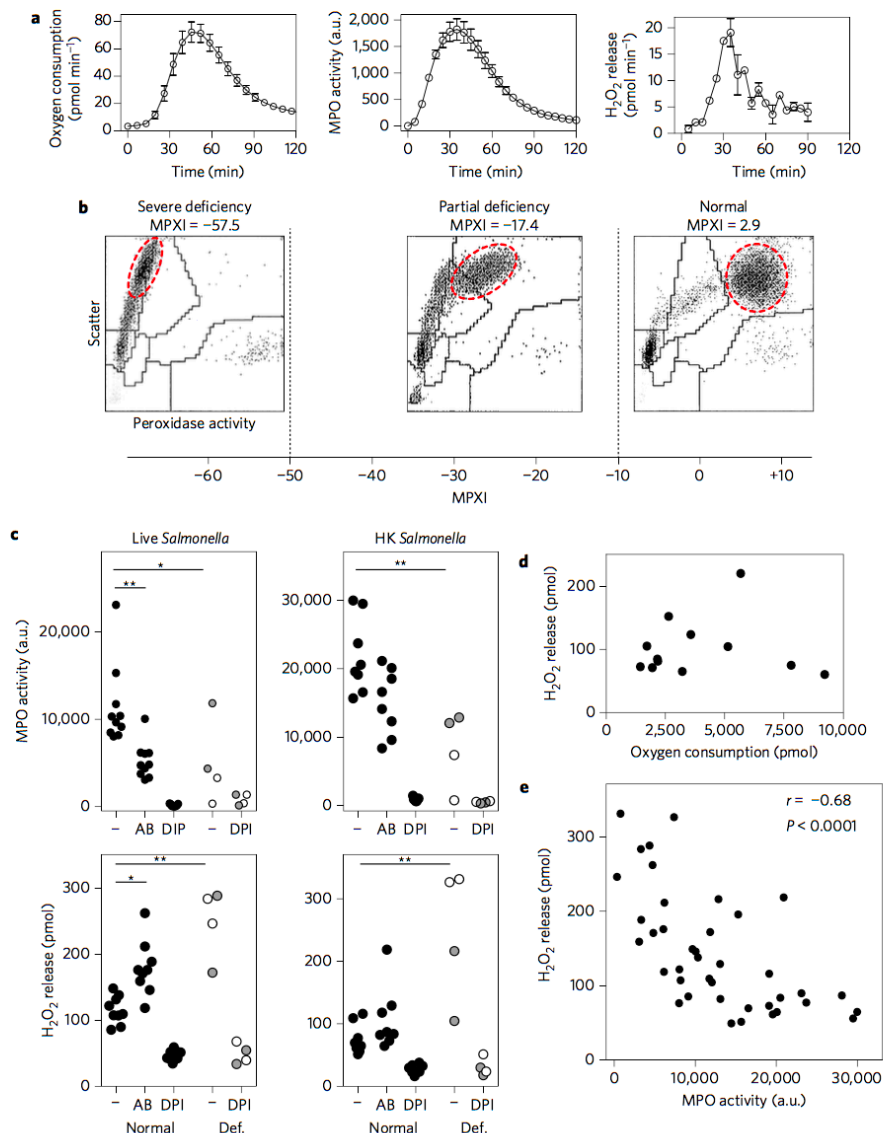 a
Oxygen consumption
(pmol min⁻¹)
80
60
40
20
0
0 30 60 90 120
Time (min)
MPO activity (a.u.)
2,000
1,500
1,000
500
0
0 30 60 90 120
Time (min)
H₂O₂ release
(pmol min⁻¹)
20
15
10
5
0
0 30 60 90 120
Time (min)
b
Severe deficiency
MPXI = −57.5
Partial deficiency
MPXI = −17.4
Normal
MPXI = 2.9
Scatter
Peroxidase activity
−60 −50 −40 −30 −20 −10 0 +10
MPXI
c
Live Salmonella
HK Salmonella
MPO activity (a.u.)
20,000
10,000
0
*
**
– AB DIP – DPI
30,000
20,000
10,000
0
**
– AB DPI – DPI
H₂O₂ release (pmol)
300
200
100
0
**
*
– AB DPI – DPI
Normal Def.
300
200
100
0
**
– AB DPI – DPI
Normal Def.
d
H₂O₂ release (pmol)
200
100
0
0 2,500 5,000 7,500 10,000
Oxygen consumption (pmol)
e
r = −0.68
P < 0.0001
H₂O₂ release (pmol)
300
200
100
0
0 10,000 20,000 30,000
MPO activity (a.u.)